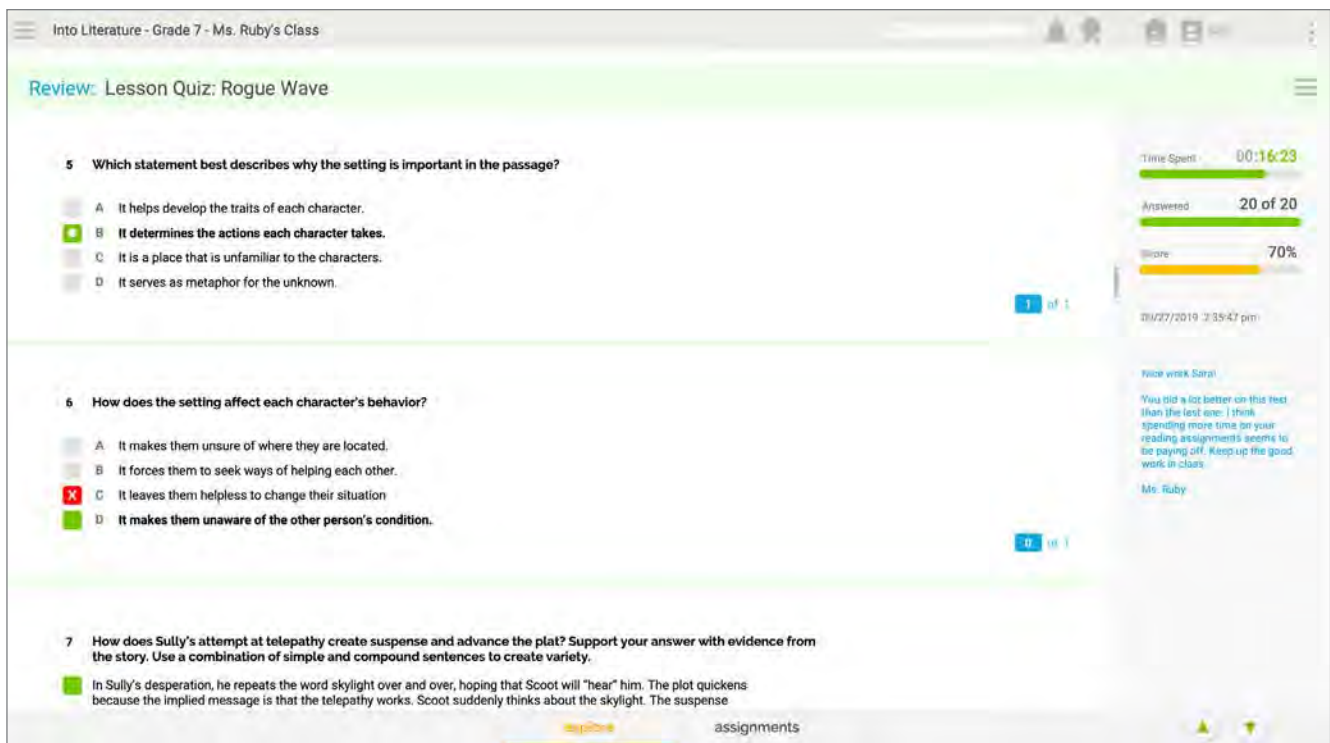 Into Literature - Grade 7 - Ms. Ruby's Class
Review: Lesson Quiz: Rogue Wave
5 Which statement best describes why the setting is important in the passage?
A It helps develop the traits of each character.
B It determines the actions each character takes.
C It is a place that is unfamiliar to the characters.
D It serves as metaphor for the unknown.
1 of 1
6 How does the setting affect each character's behavior?
A It makes them unsure of where they are located.
B It forces them to seek ways of helping each other.
X C It leaves them helpless to change their situation
D It makes them unaware of the other person's condition.
0 of 1
7 How does Sully's attempt at telepathy create suspense and advance the plat? Support your answer with evidence from
the story. Use a combination of simple and compound sentences to create variety.
In Sully's desperation, he repeats the word skylight over and over, hoping that Scoot will "hear" him. The plot quickens
because the implied message is that the telepathy works. Scoot suddenly thinks about the skylight. The suspense
Time Spent 00:16:23
Answered 20 of 20
Score 70%
09/27/2019 2:35:47 pm
Nice work Sara!
You did a lot better on this test
than the last one. I think
spending more time on your
reading assignments seems to
be paying off. Keep up the good
work in class.
Ms. Ruby
explore
assignments